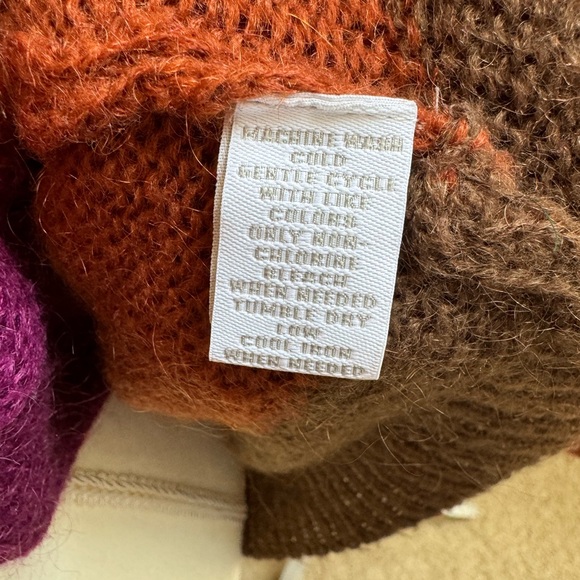 MACHINE WASH
COLD
GENTLE CYCLE
WITH LIKE
COLORS
ONLY NON-
CHLORINE
BLEACH
WHEN NEEDED
TUMBLE DRY
LOW
COOL IRON
WHEN NEEDED